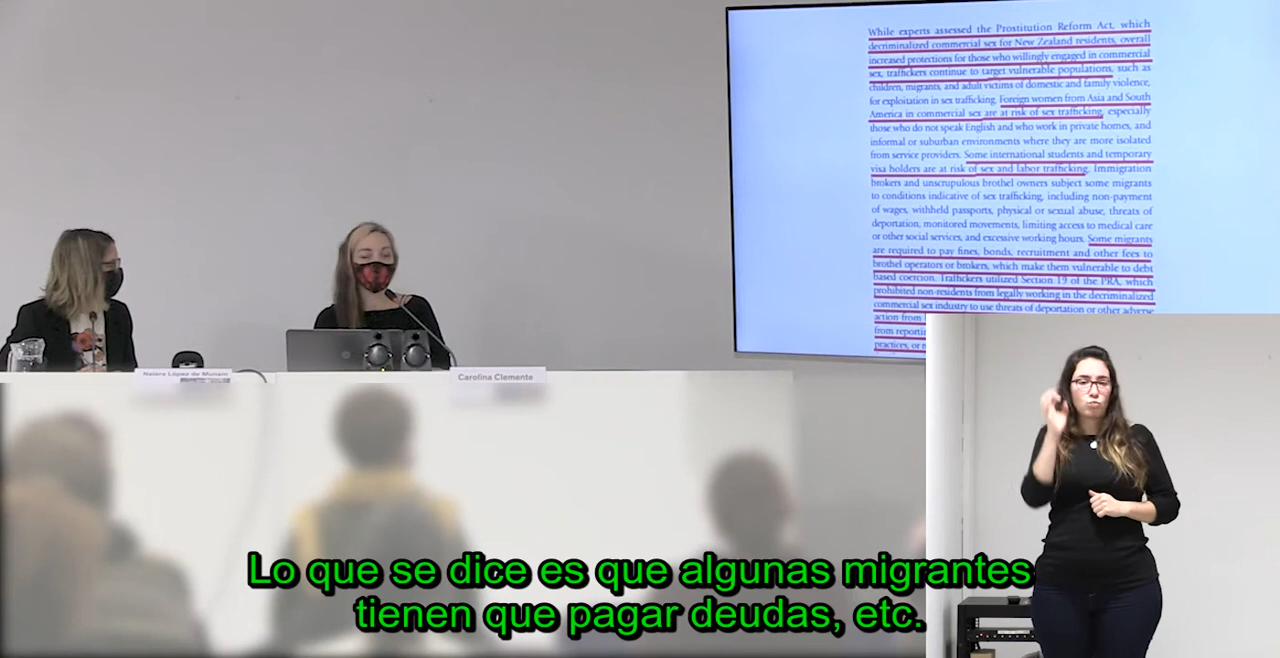 While experts assessed the Prostitution Reform Act, which
decriminalized commercial sex for New Zealand residents, overall
increased protections for those who willingly engaged in commercial
sex, traffickers continue to target vulnerable populations, such as
children, migrants, and adult victims of domestic and family violence,
for exploitation in sex trafficking. Foreign women from Asia and South
America in commercial sex are at risk of sex trafficking, especially
those who do not speak English and who work in private homes, and
informal or suburban environments where they are more isolated
from service providers. Some international students and temporary
visa holders are at risk of sex and labor trafficking. Immigration
brokers and unscrupulous brothel owners subject some migrants
to conditions indicative of sex trafficking, including non-payment
of wages, withheld passports, physical or sexual abuse, threats of
deportation, monitored movements, limiting access to medical care
or other social services, and excessive working hours. Some migrants
are required to pay fines, bonds, recruitment and other fees to
brothel operators or brokers, which make them vulnerable to debt
based coercion. Traffickers utilized Section 19 of the PRA, which
prohibited non-residents from legally working in the decriminalized
commercial sex industry to use threats of deportation or other adverse
action from
from reporti
practices, or
Naiara López de Munain
Carolina Clemente
Lo que se dice es que algunas migrantes
tienen que pagar deudas, etc.